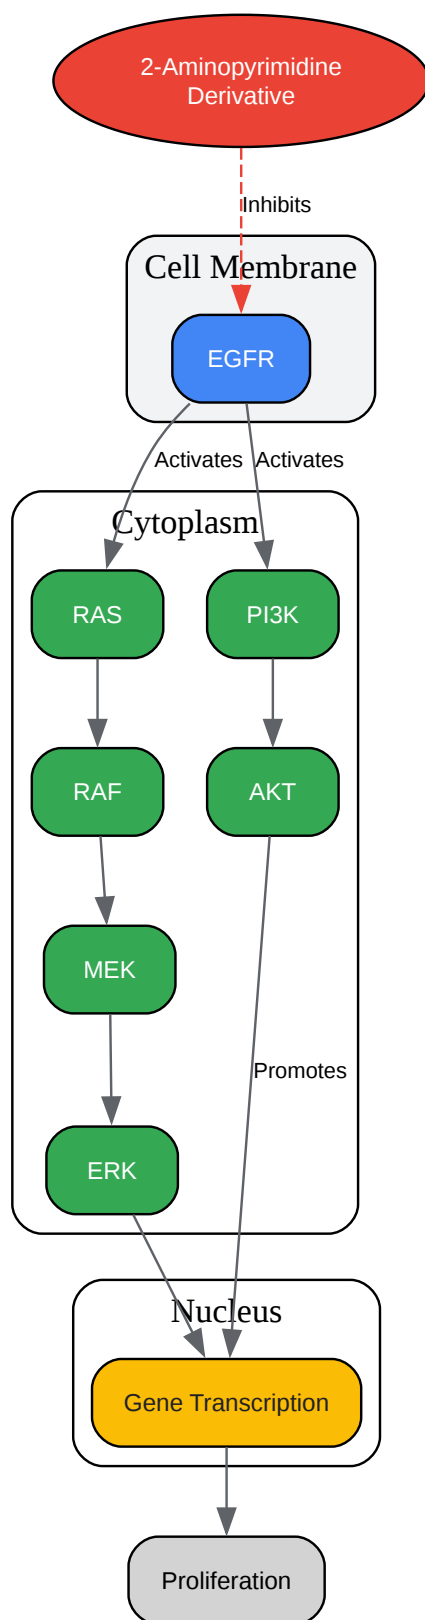 2-Aminopyrimidine
Derivative
Inhibits
Cell Membrane
EGFR
Activates
Activates
Cytoplasm
RAS
PI3K
RAF
AKT
MEK
Promotes
ERK
Nucleus
Gene Transcription
Proliferation